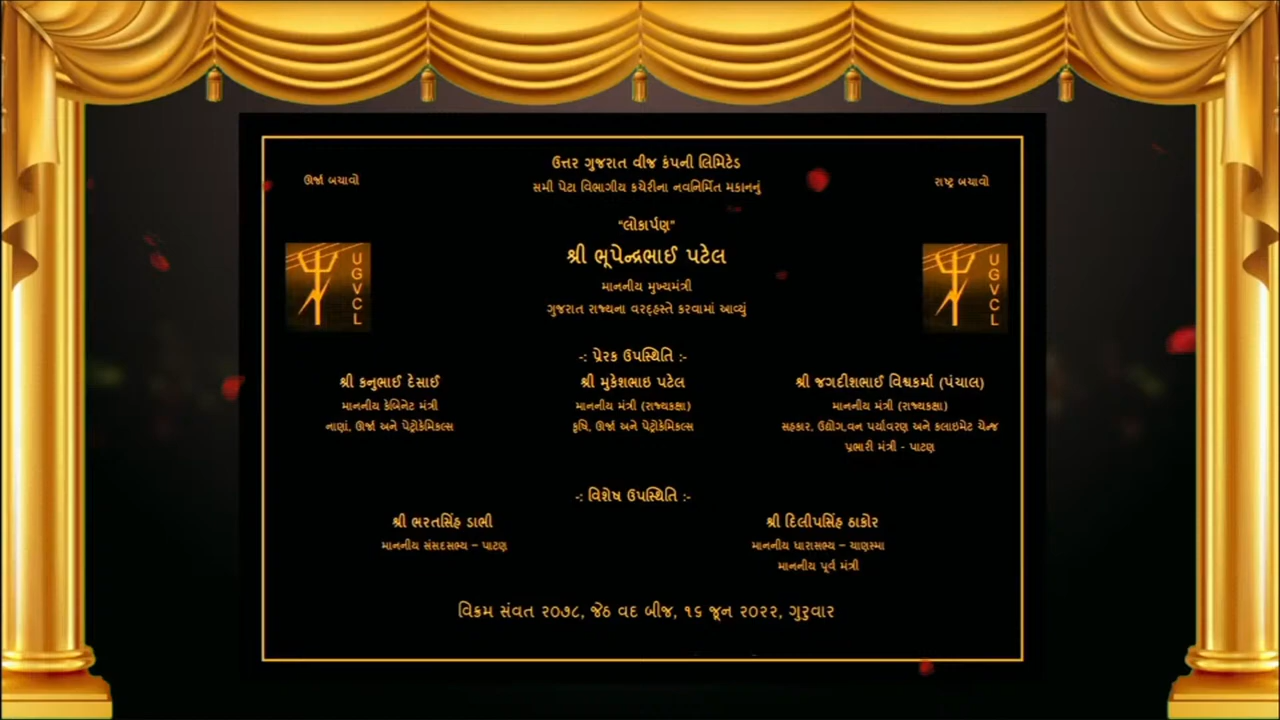 ઉત્તર ગુજરાત વીજ કંપની લિમિટેડ
ઊર્જા બચાવો
સમી પેટા વિભાગીય કચેરીના નવનિર્મિત મકાનનું
રાષ્ટ્ર બચાવો
"લોકાર્પણ"
શ્રી ભૂપેન્દ્રભાઈ પટેલ
માનનીય મુખ્યમંત્રી
ગુજરાત રાજ્યના વરદ્હસ્તે કરવામાં આવ્યું
UGVCL
UGVCL
-: પ્રેરક ઉપસ્થિતિ :-
શ્રી કનુભાઈ દેસાઈ
માનનીય કેબિનેટ મંત્રી
નાણાં, ઊર્જા અને પેટ્રોકેમિકલ્સ
શ્રી મુકેશભાઇ પટેલ
માનનીય મંત્રી (રાજ્યકક્ષા)
કૃષિ, ઊર્જા અને પેટ્રોકેમિકલ્સ
શ્રી જગદીશભાઈ વિશ્વકર્મા (પંચાલ)
માનનીય મંત્રી (રાજ્યકક્ષા)
સહકાર, ઉદ્યોગ,વન પર્યાવરણ અને કલાઇમેટ ચેન્જ
પ્રભારી મંત્રી - પાટણ
-: વિશેષ ઉપસ્થિતિ :-
શ્રી ભરતસિંહ ડાભી
માનનીય સંસદસભ્ય – પાટણ
શ્રી દિલીપસિંહ ઠાકોર
માનનીય ધારાસભ્ય – ચાણસ્મા
માનનીય પૂર્વ મંત્રી
વિક્રમ સંવત ૨૦૭૮, જેઠ વદ બીજ, ૧૬ જૂન ૨૦૨૨, ગુરુવાર